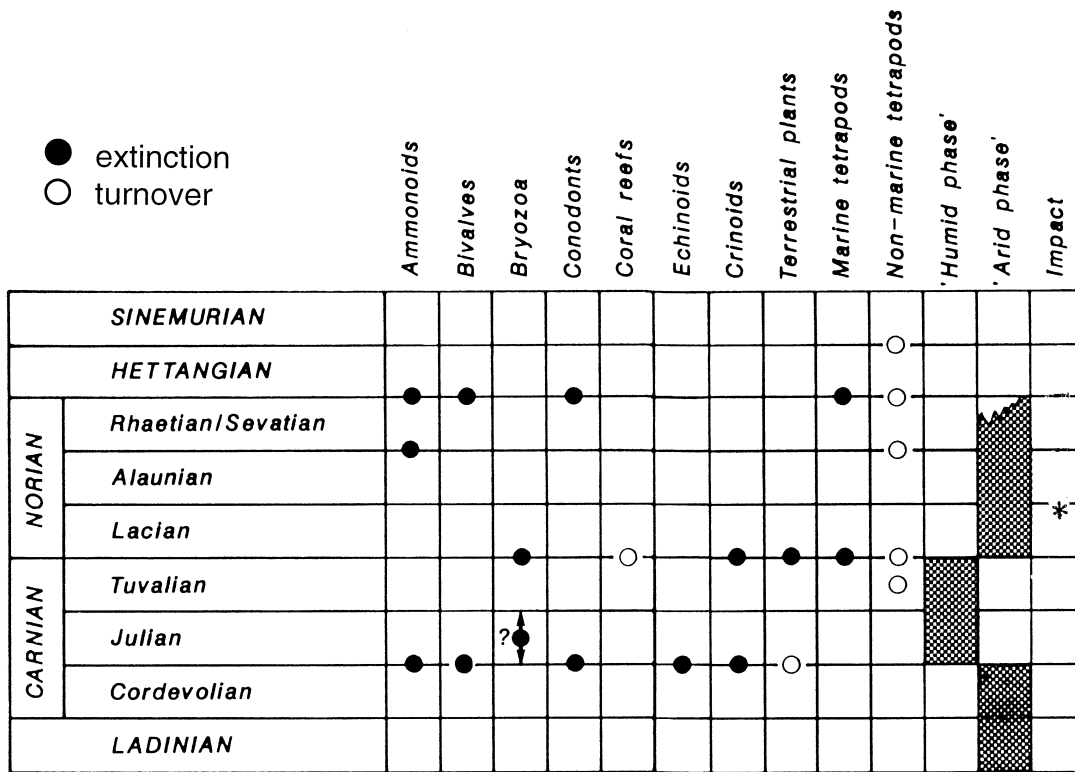 extinction
turnover
Ammonoids
Bivalves
Bryozoa
Conodonts
Coral reefs
Echinoids
Crinoids
Terrestrial plants
Marine tetrapods
Non-marine tetrapods
'Humid phase'
'Arid phase'
Impact
SINEMURIAN
HETTANGIAN
NORIAN
Rhaetian/Sevatian
Alaunian
Lacian
CARNIAN
Tuvalian
Julian
?
Cordevolian
LADINIAN